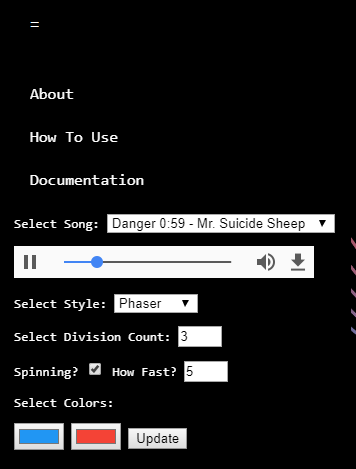 =
About
How To Use
Documentation
Select Song: Danger 0:59 - Mr. Suicide Sheep
Select Style: Phaser
Select Division Count: 3
Spinning? How Fast? 5
Select Colors:
Update